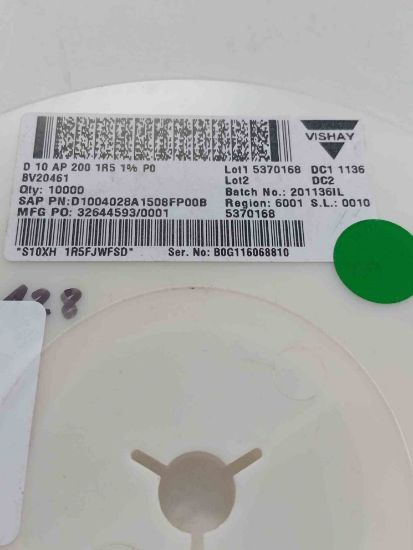 VISHAY
D 10 AP 200 1R5 1% P0
BV20461
Qty: 10000
SAP PN:D1004028A1508FP00B
MFG PO: 32644593/0001
Lot1 5370168 DC1 1136
Lot2 DC2
Batch No.: 201136IL
Region: 6001 S.L.: 0010
5370168
"S10XH 1R5FJWFSD" Ser. No: B0G116068810
128